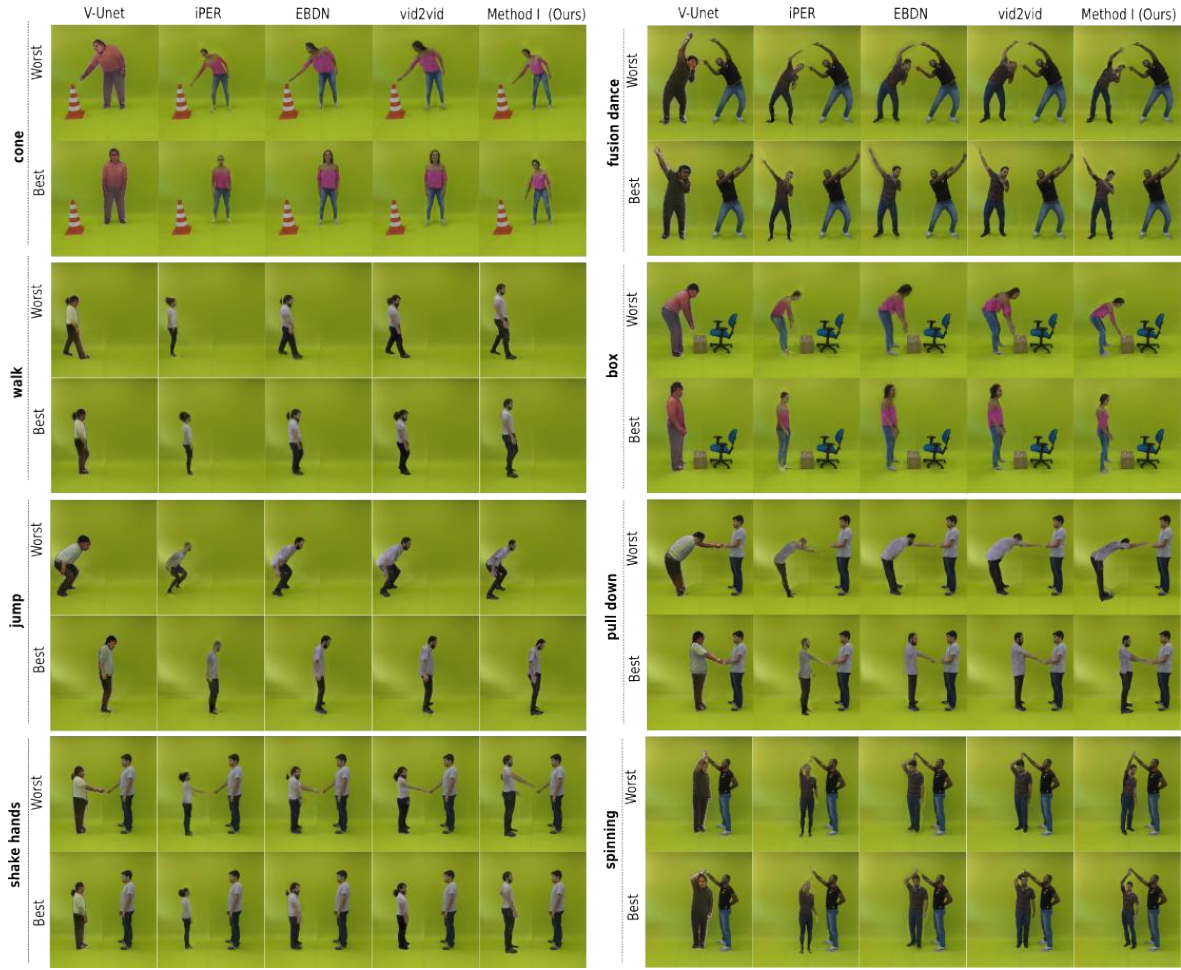 V-Unet iPER EBDN vid2vid Method I (Ours)
cone
Worst
Best
walk
Worst
Best
jump
Worst
Best
shake hands
Worst
Best
V-Unet iPER EBDN vid2vid Method I (Ours)
fusion dance
Worst
Best
box
Worst
Best
pull down
Worst
Best
spinning
Worst
Best